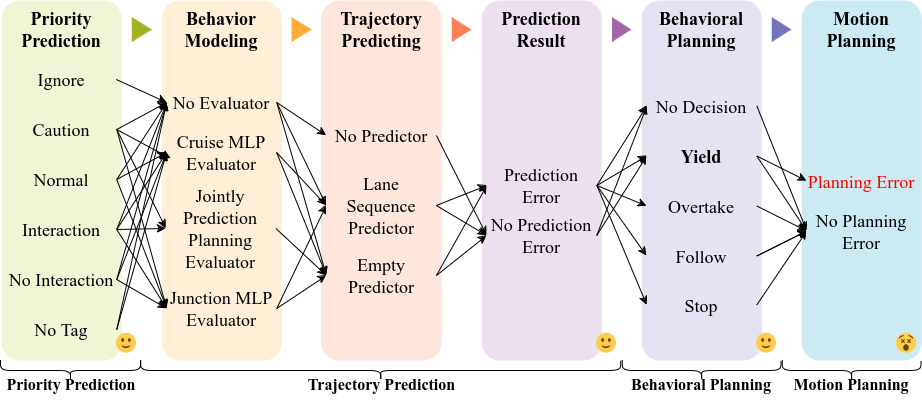 Priority
Prediction
Behavior
Modeling
Trajectory
Predicting
Prediction
Result
Behavioral
Planning
Motion
Planning
Ignore
Caution
Normal
Interaction
No Interaction
No Tag
No Evaluator
Cruise MLP
Evaluator
Jointly
Prediction
Planning
Evaluator
Junction MLP
Evaluator
No Predictor
Lane
Sequence
Predictor
Empty
Predictor
Prediction
Error
No Prediction
Error
No Decision
Yield
Overtake
Follow
Stop
Planning Error
No Planning
Error
Priority Prediction
Trajectory Prediction
Behavioral Planning
Motion Planning